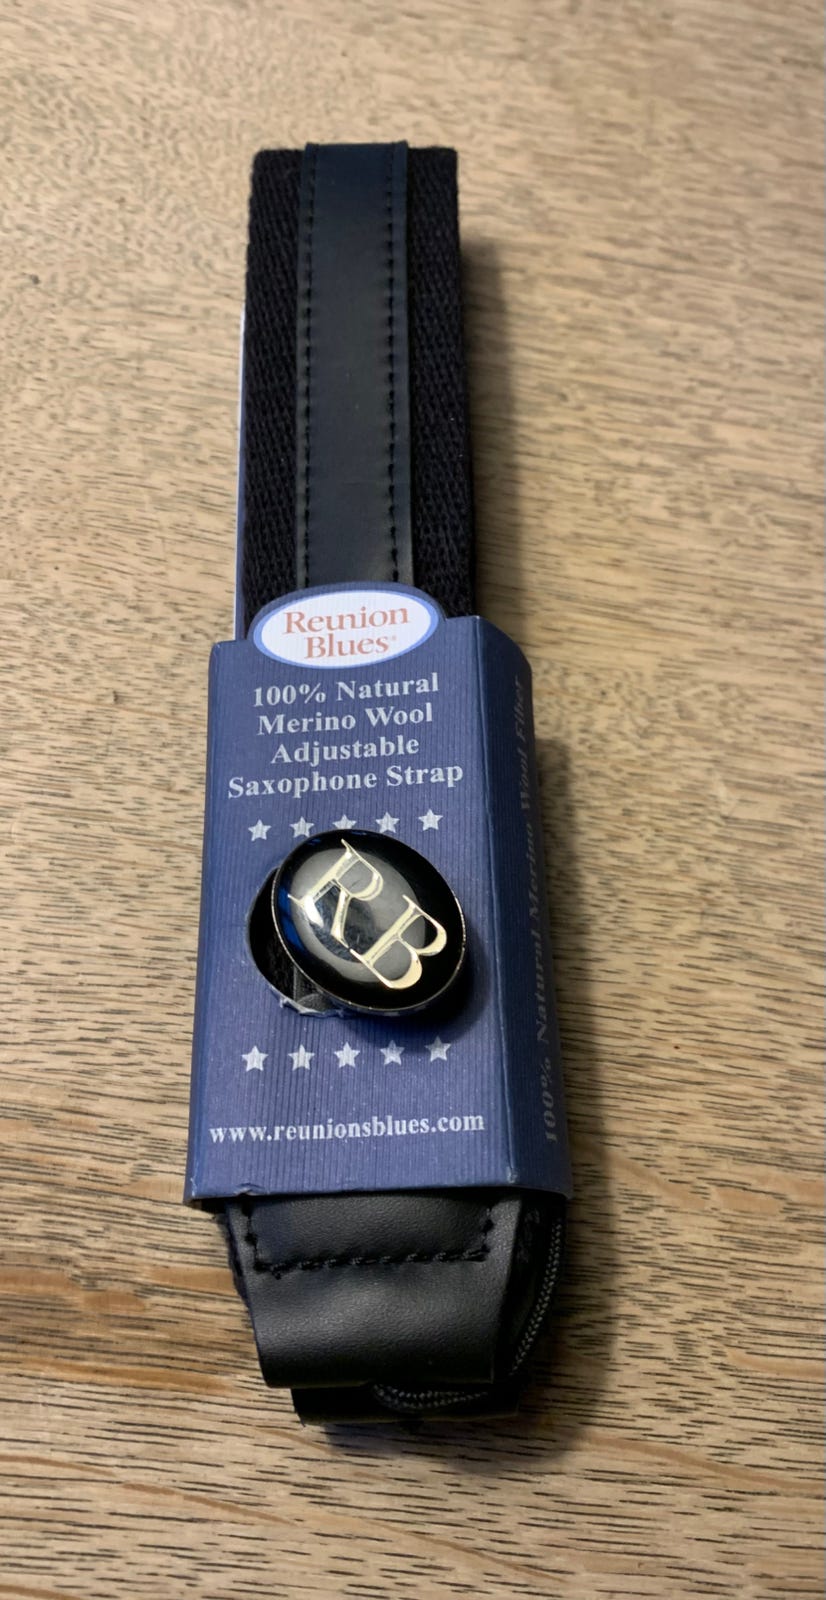 Reunion
Blues®
100% Natural
Merino Wool
Adjustable
Saxophone Strap
RB
www.reunionsblues.com
100% Natural Merino Wool Fiber